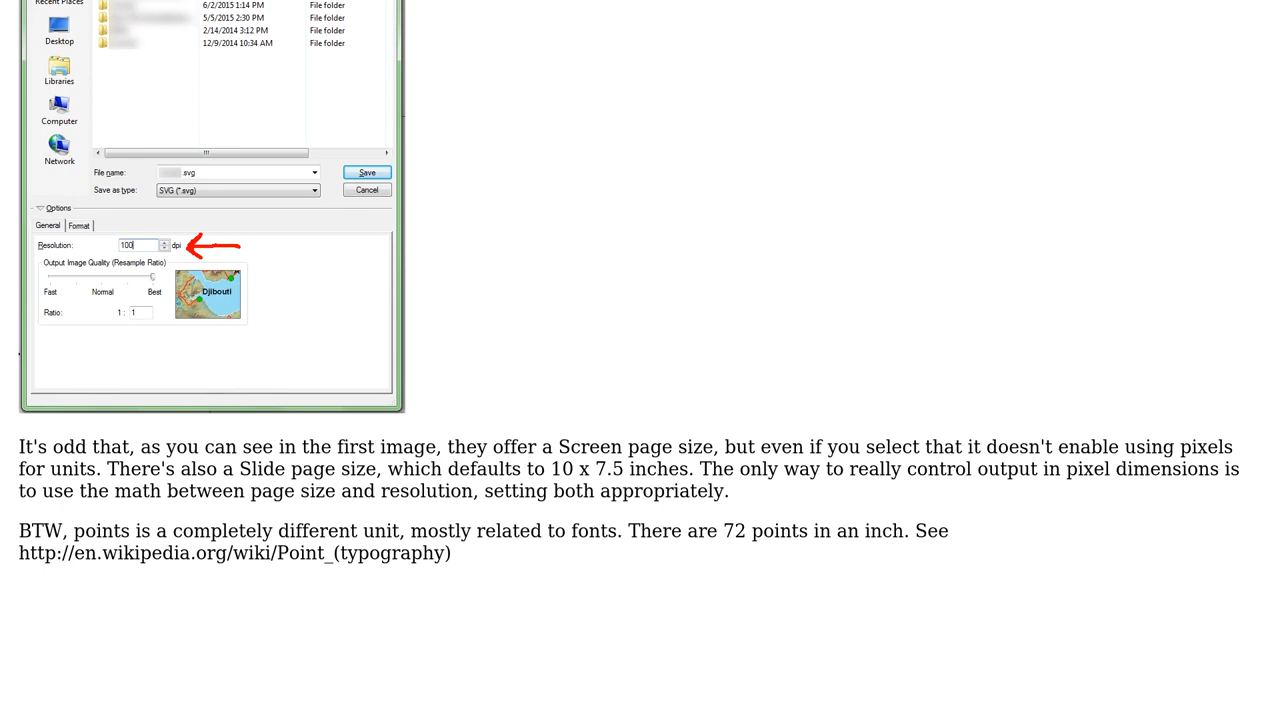 Recent Places
6/2/2015 1:14 PM File folder
5/5/2015 2:30 PM File folder
Desktop 2/14/2014 3:12 PM File folder
12/9/2014 10:34 AM File folder
Libraries
Computer
Network
File name: .svg Save
Save as type: SVG (*.svg) Cancel
Options
General Format
Resolution: 100 dpi
Output Image Quality (Resample Ratio)
Djibouti
Fast Normal Best
Ratio: 1 : 1
It's odd that, as you can see in the first image, they offer a Screen page size, but even if you select that it doesn't enable using pixels
for units. There's also a Slide page size, which defaults to 10 x 7.5 inches. The only way to really control output in pixel dimensions is
to use the math between page size and resolution, setting both appropriately.
BTW, points is a completely different unit, mostly related to fonts. There are 72 points in an inch. See
http://en.wikipedia.org/wiki/Point_(typography)